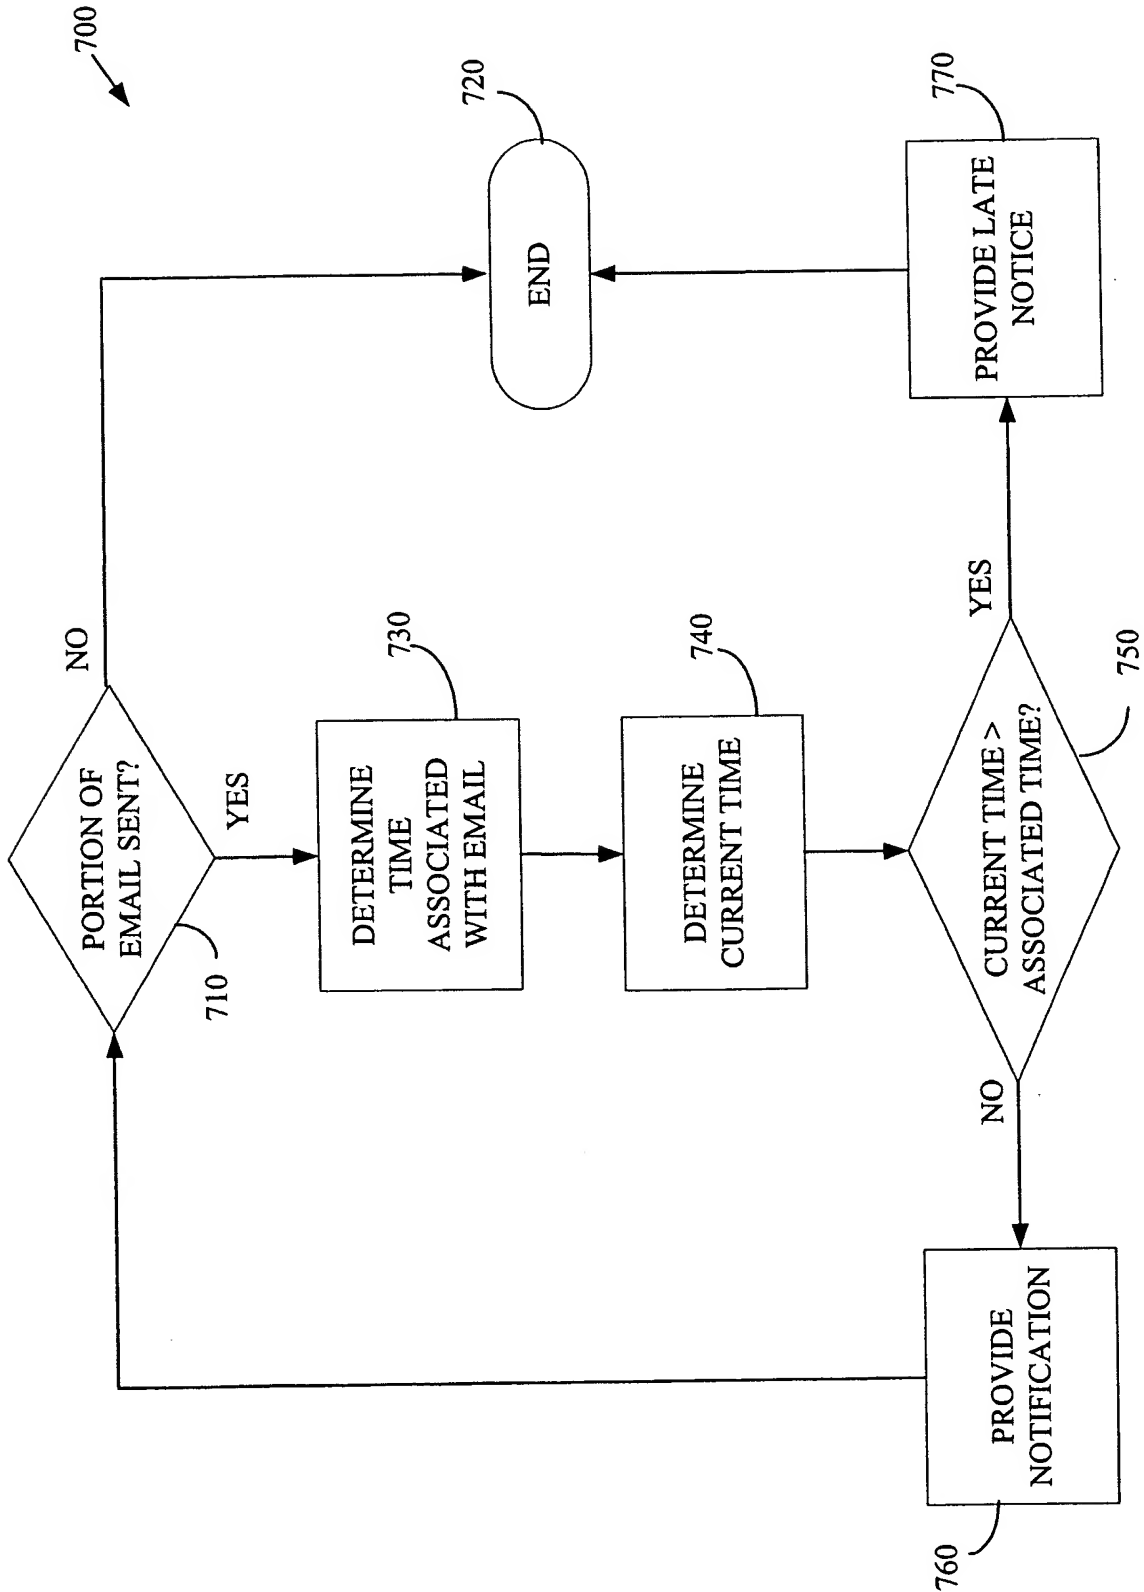 700
PORTION OF
EMAIL SENT?
710
NO
YES
720
END
730
DETERMINE
TIME
ASSOCIATED
WITH EMAIL
740
DETERMINE
CURRENT TIME
CURRENT TIME >
ASSOCIATED TIME?
750
NO
YES
760
PROVIDE
NOTIFICATION
770
PROVIDE LATE
NOTICE